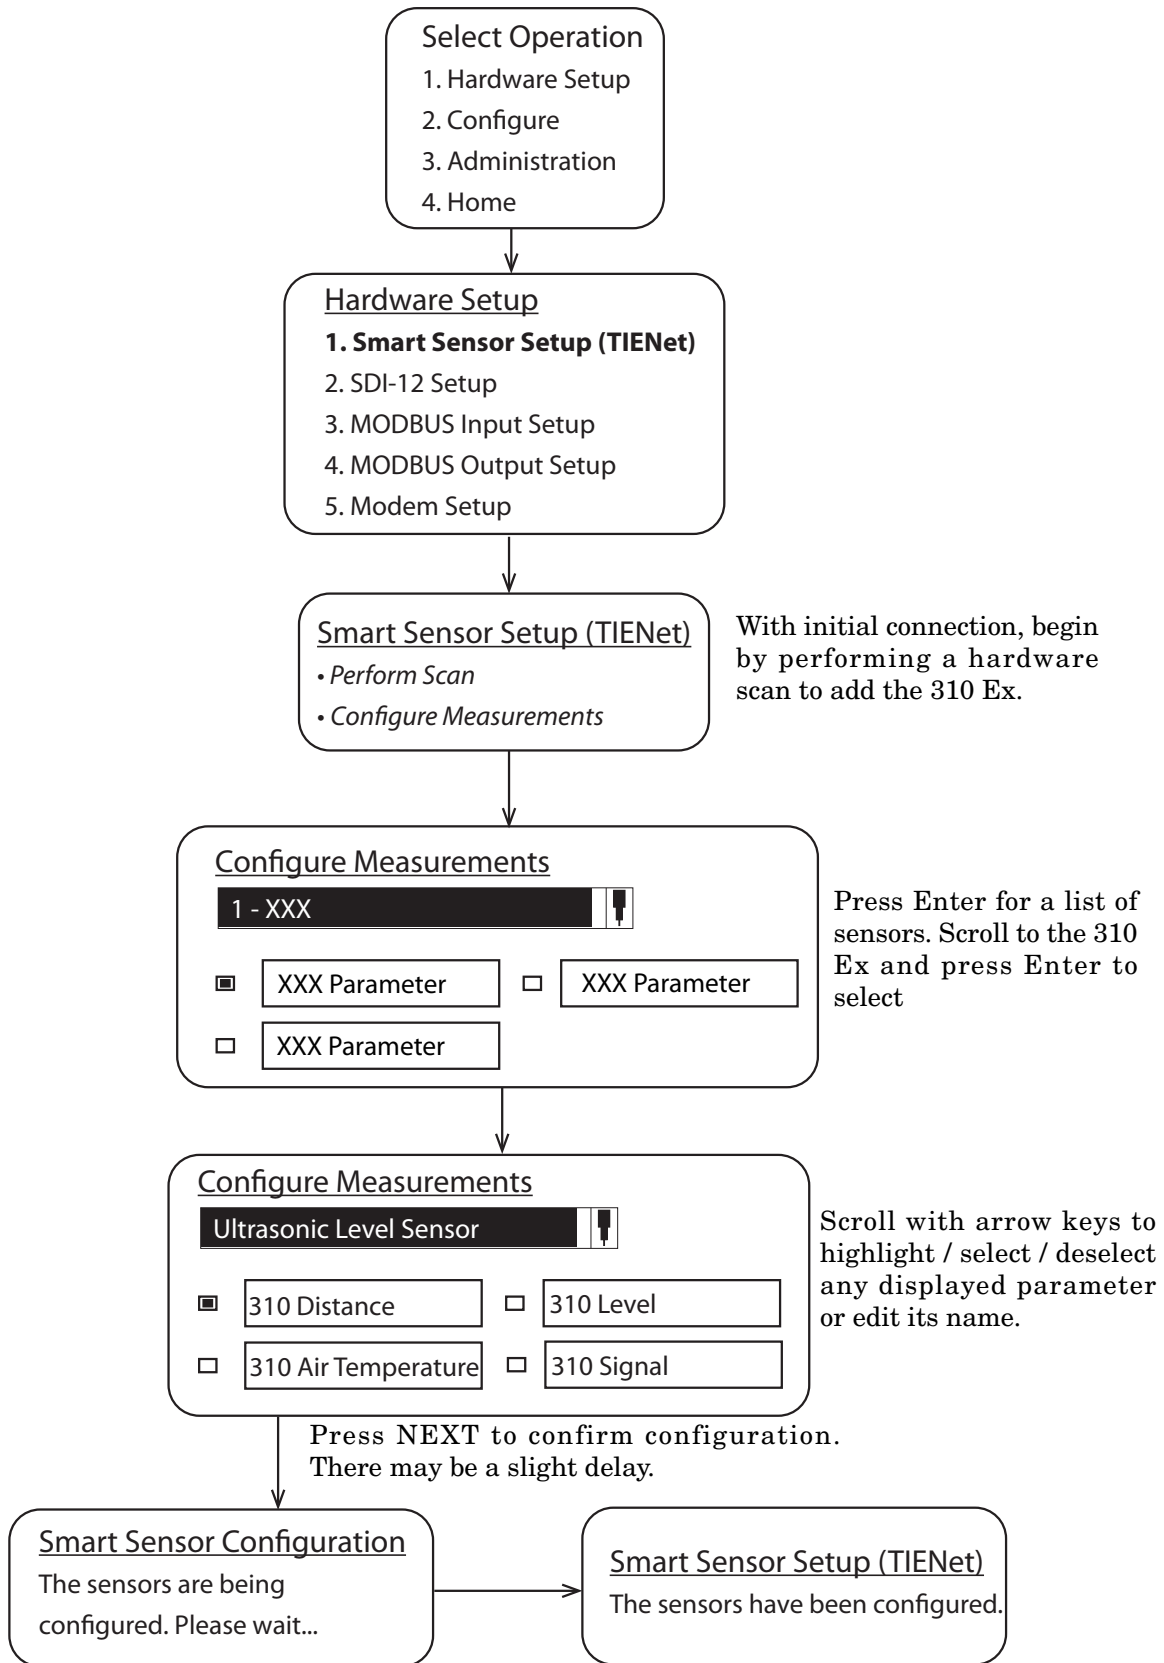 Select Operation
1. Hardware Setup
2. Configure
3. Administration
4. Home
Hardware Setup
1. Smart Sensor Setup (TIENet)
2. SDI-12 Setup
3. MODBUS Input Setup
4. MODBUS Output Setup
5. Modem Setup
Smart Sensor Setup (TIENet)
• Perform Scan
• Configure Measurements
With initial connection, begin
by performing a hardware
scan to add the 310 Ex.
Configure Measurements
1 - XXX
XXX Parameter
XXX Parameter
XXX Parameter
Press Enter for a list of
sensors. Scroll to the 310
Ex and press Enter to
select
Configure Measurements
Ultrasonic Level Sensor
310 Distance
310 Level
310 Air Temperature
310 Signal
Scroll with arrow keys to
highlight / select / deselect
any displayed parameter
or edit its name.
Press NEXT to confirm configuration.
There may be a slight delay.
Smart Sensor Configuration
The sensors are being
configured. Please wait...
Smart Sensor Setup (TIENet)
The sensors have been configured.